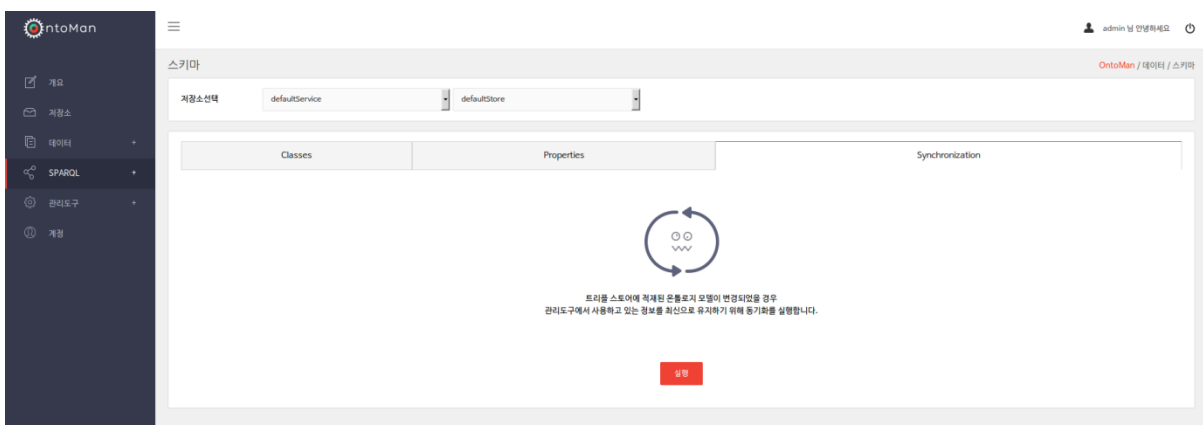 OntoMan
admin 님 안녕하세요
스키마
OntoMan / 데이터 / 스키마
개요
저장소
데이터 +
SPARQL +
관리도구 +
계정
저장소선택 defaultService defaultStore
Classes Properties Synchronization
트리플 스토어에 적재된 온톨로지 모델이 변경되었을 경우
관리도구에서 사용하고 있는 정보를 최신으로 유지하기 위해 동기화를 실행합니다.
실행